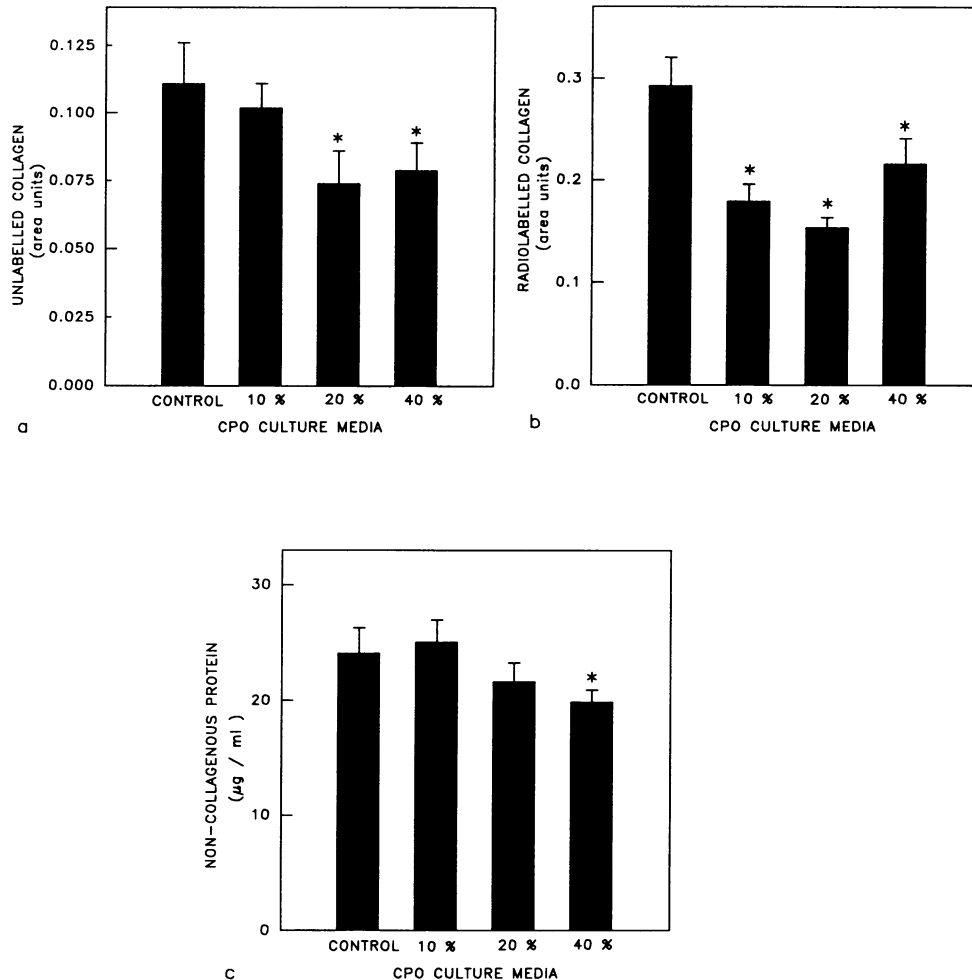 UNLABELLED COLLAGEN
(area units)
0.125
0.100
0.075
0.050
0.025
0.000
*
*
CONTROL 10 % 20 % 40 %
CPO CULTURE MEDIA
a
RADIOLABELLED COLLAGEN
(area units)
0.3
0.2
0.1
0.0
*
*
*
CONTROL 10 % 20 % 40 %
CPO CULTURE MEDIA
b
NON-COLLAGENOUS PROTEIN
(µg / ml )
30
20
10
0
*
CONTROL 10 % 20 % 40 %
CPO CULTURE MEDIA
c